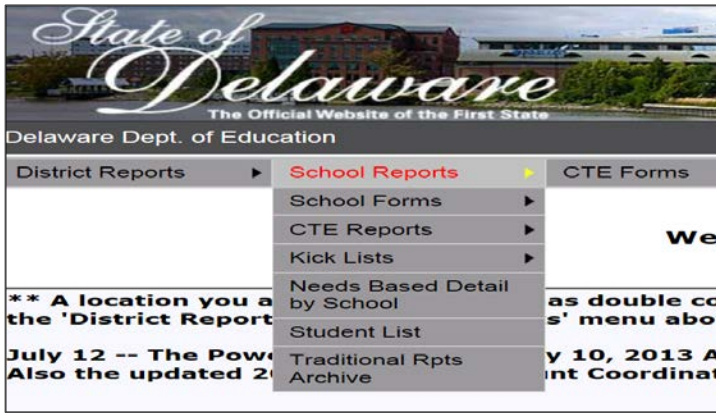 State of
Delaware
The Official Website of the First State
Delaware Dept. of Education
District Reports School Reports CTE Forms
School Forms
CTE Reports
We
Kick Lists
Needs Based Detail
by School
** A location you a as double co
the 'District Report s' menu abo
Student List
July 12 -- The Pow y 10, 2013 A
Traditional Rpts
Archive
Also the updated 2 nt Coordinat